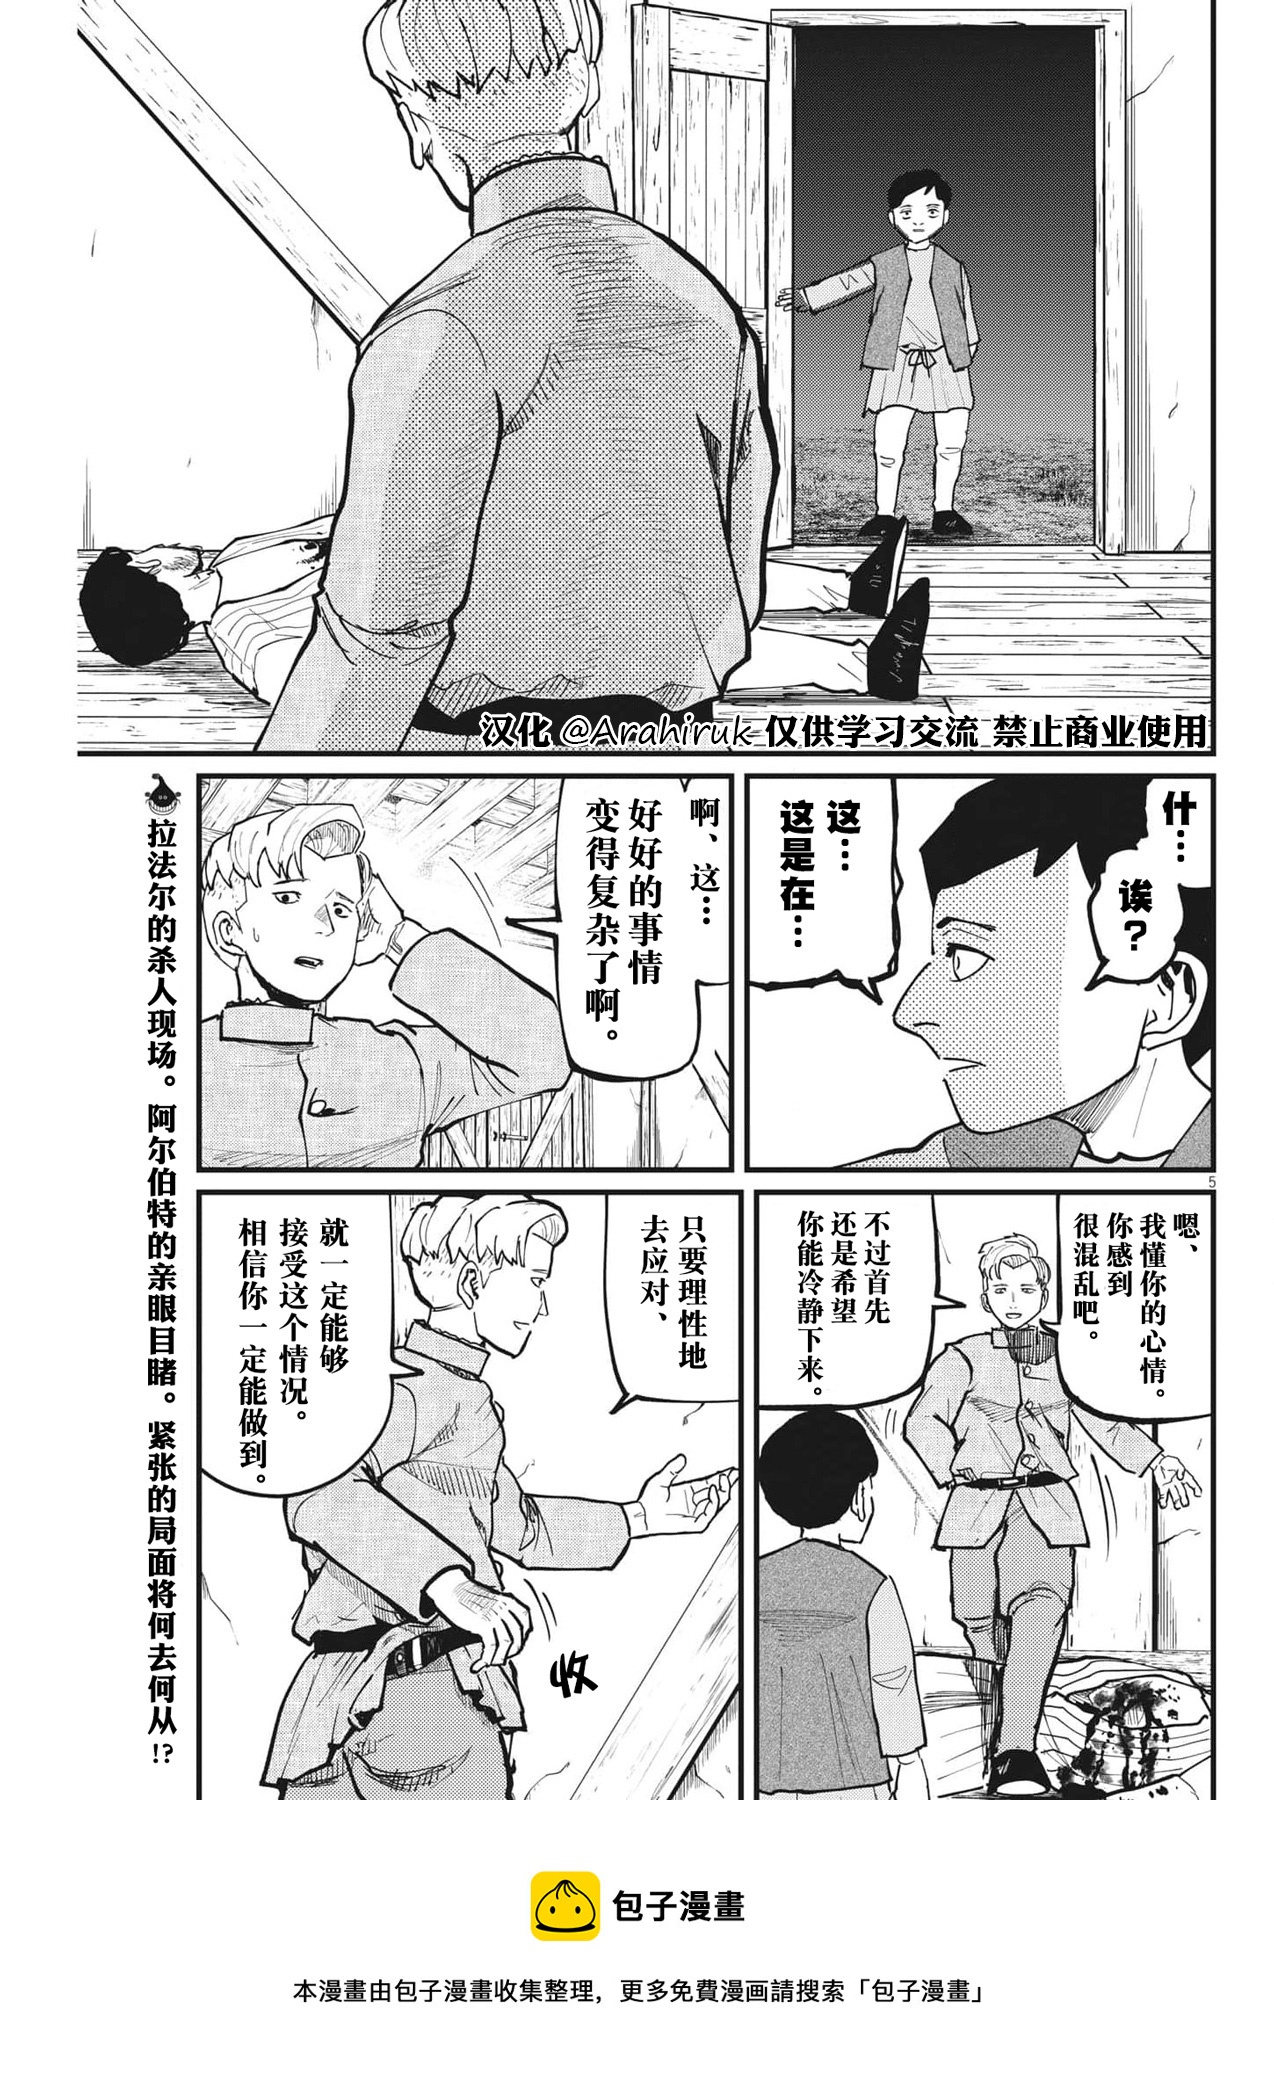 汉化 @Arahiruk 仅供学习交流 禁止商业使用
什…
诶？
这…
这是在…
啊、这…
好好的事情
变得复杂了啊。
拉法尔的杀人现场。阿尔伯特的亲眼目睹。紧张的局面将何去何从!?
5
嗯、
我懂你的心情。
你感到
很混乱吧。
不过首先
还是希望
你能冷静下来。
只要理性地
去应对、
就一定能够
接受这个情况。
相信你一定能做到。
收
包子漫畫
本漫畫由包子漫畫收集整理，更多免費漫画請搜索「包子漫畫」